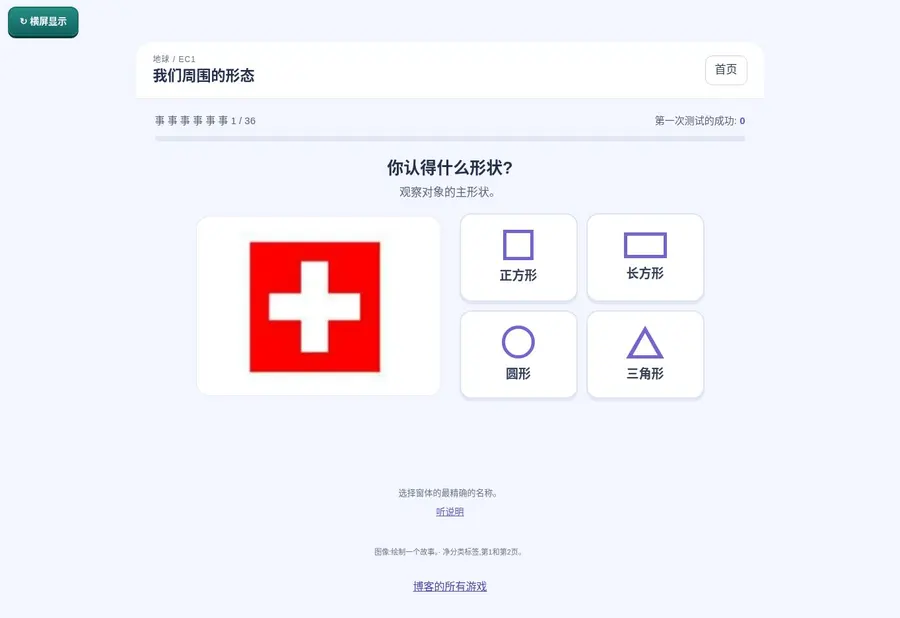 ↻ 横屏显示
地球 / EC1
我们周围的形态
首页
事 事 事 事 事 事 1 / 36
第一次测试的成功: 0
你认得什么形状?
观察对象的主形状。
正方形
长方形
圆形
三角形
选择窗体的最精确的名称。
听说明
图像:绘制一个故事。· 净分类标签,第1和第2页。
博客的所有游戏